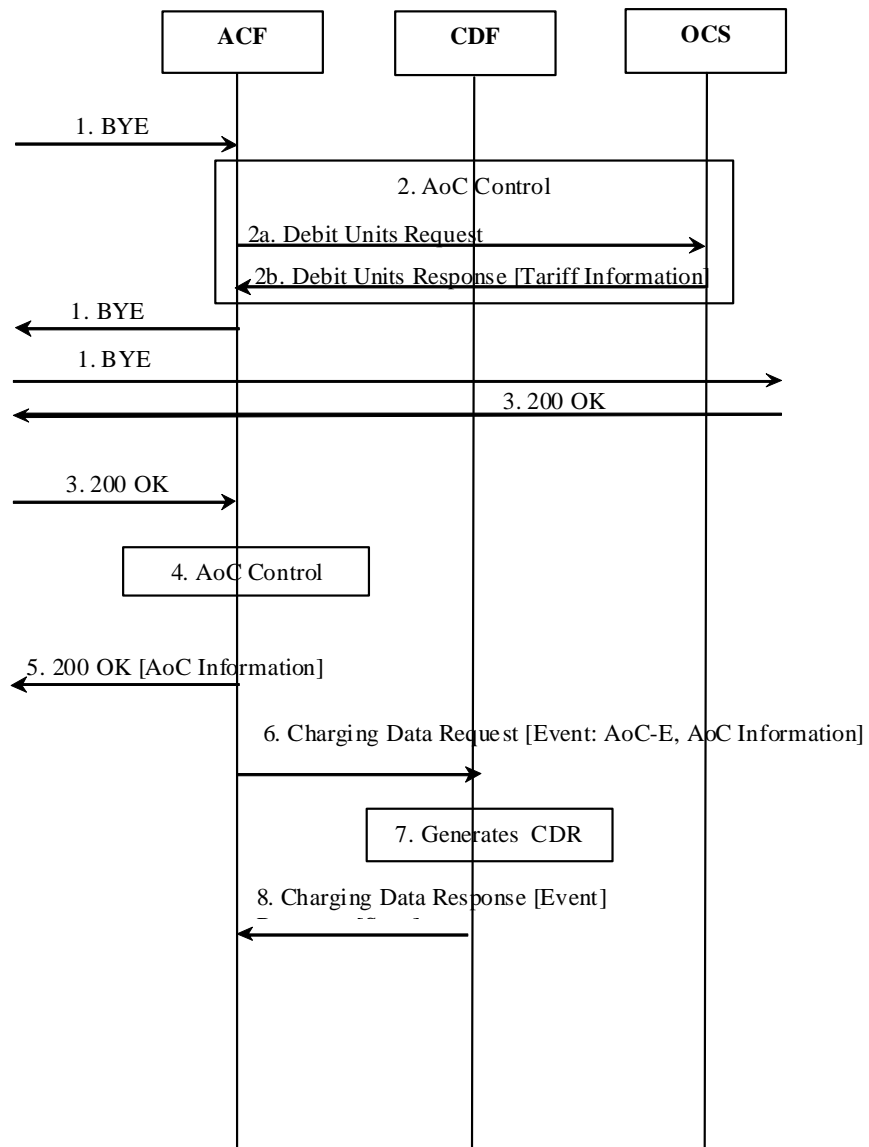 ACF CDF OCS
1. BYE
2. AoC Control
2a. Debit Units Request
2b. Debit Units Response [Tariff Information]
1. BYE
1. BYE
3. 200 OK
3. 200 OK
4. AoC Control
5. 200 OK [AoC Information]
6. Charging Data Request [Event: AoC-E, AoC Information]
7. Generates CDR
8. Charging Data Response [Event]